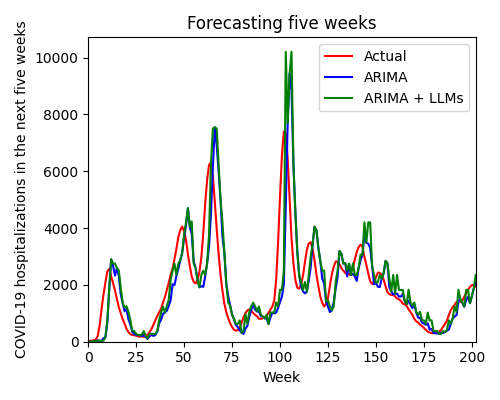 Forecasting five weeks
COVID-19 hospitalizations in the next five weeks
10000
8000
6000
4000
2000
0
Actual
ARIMA
ARIMA + LLMs
0 25 50 75 100 125 150 175 200
Week